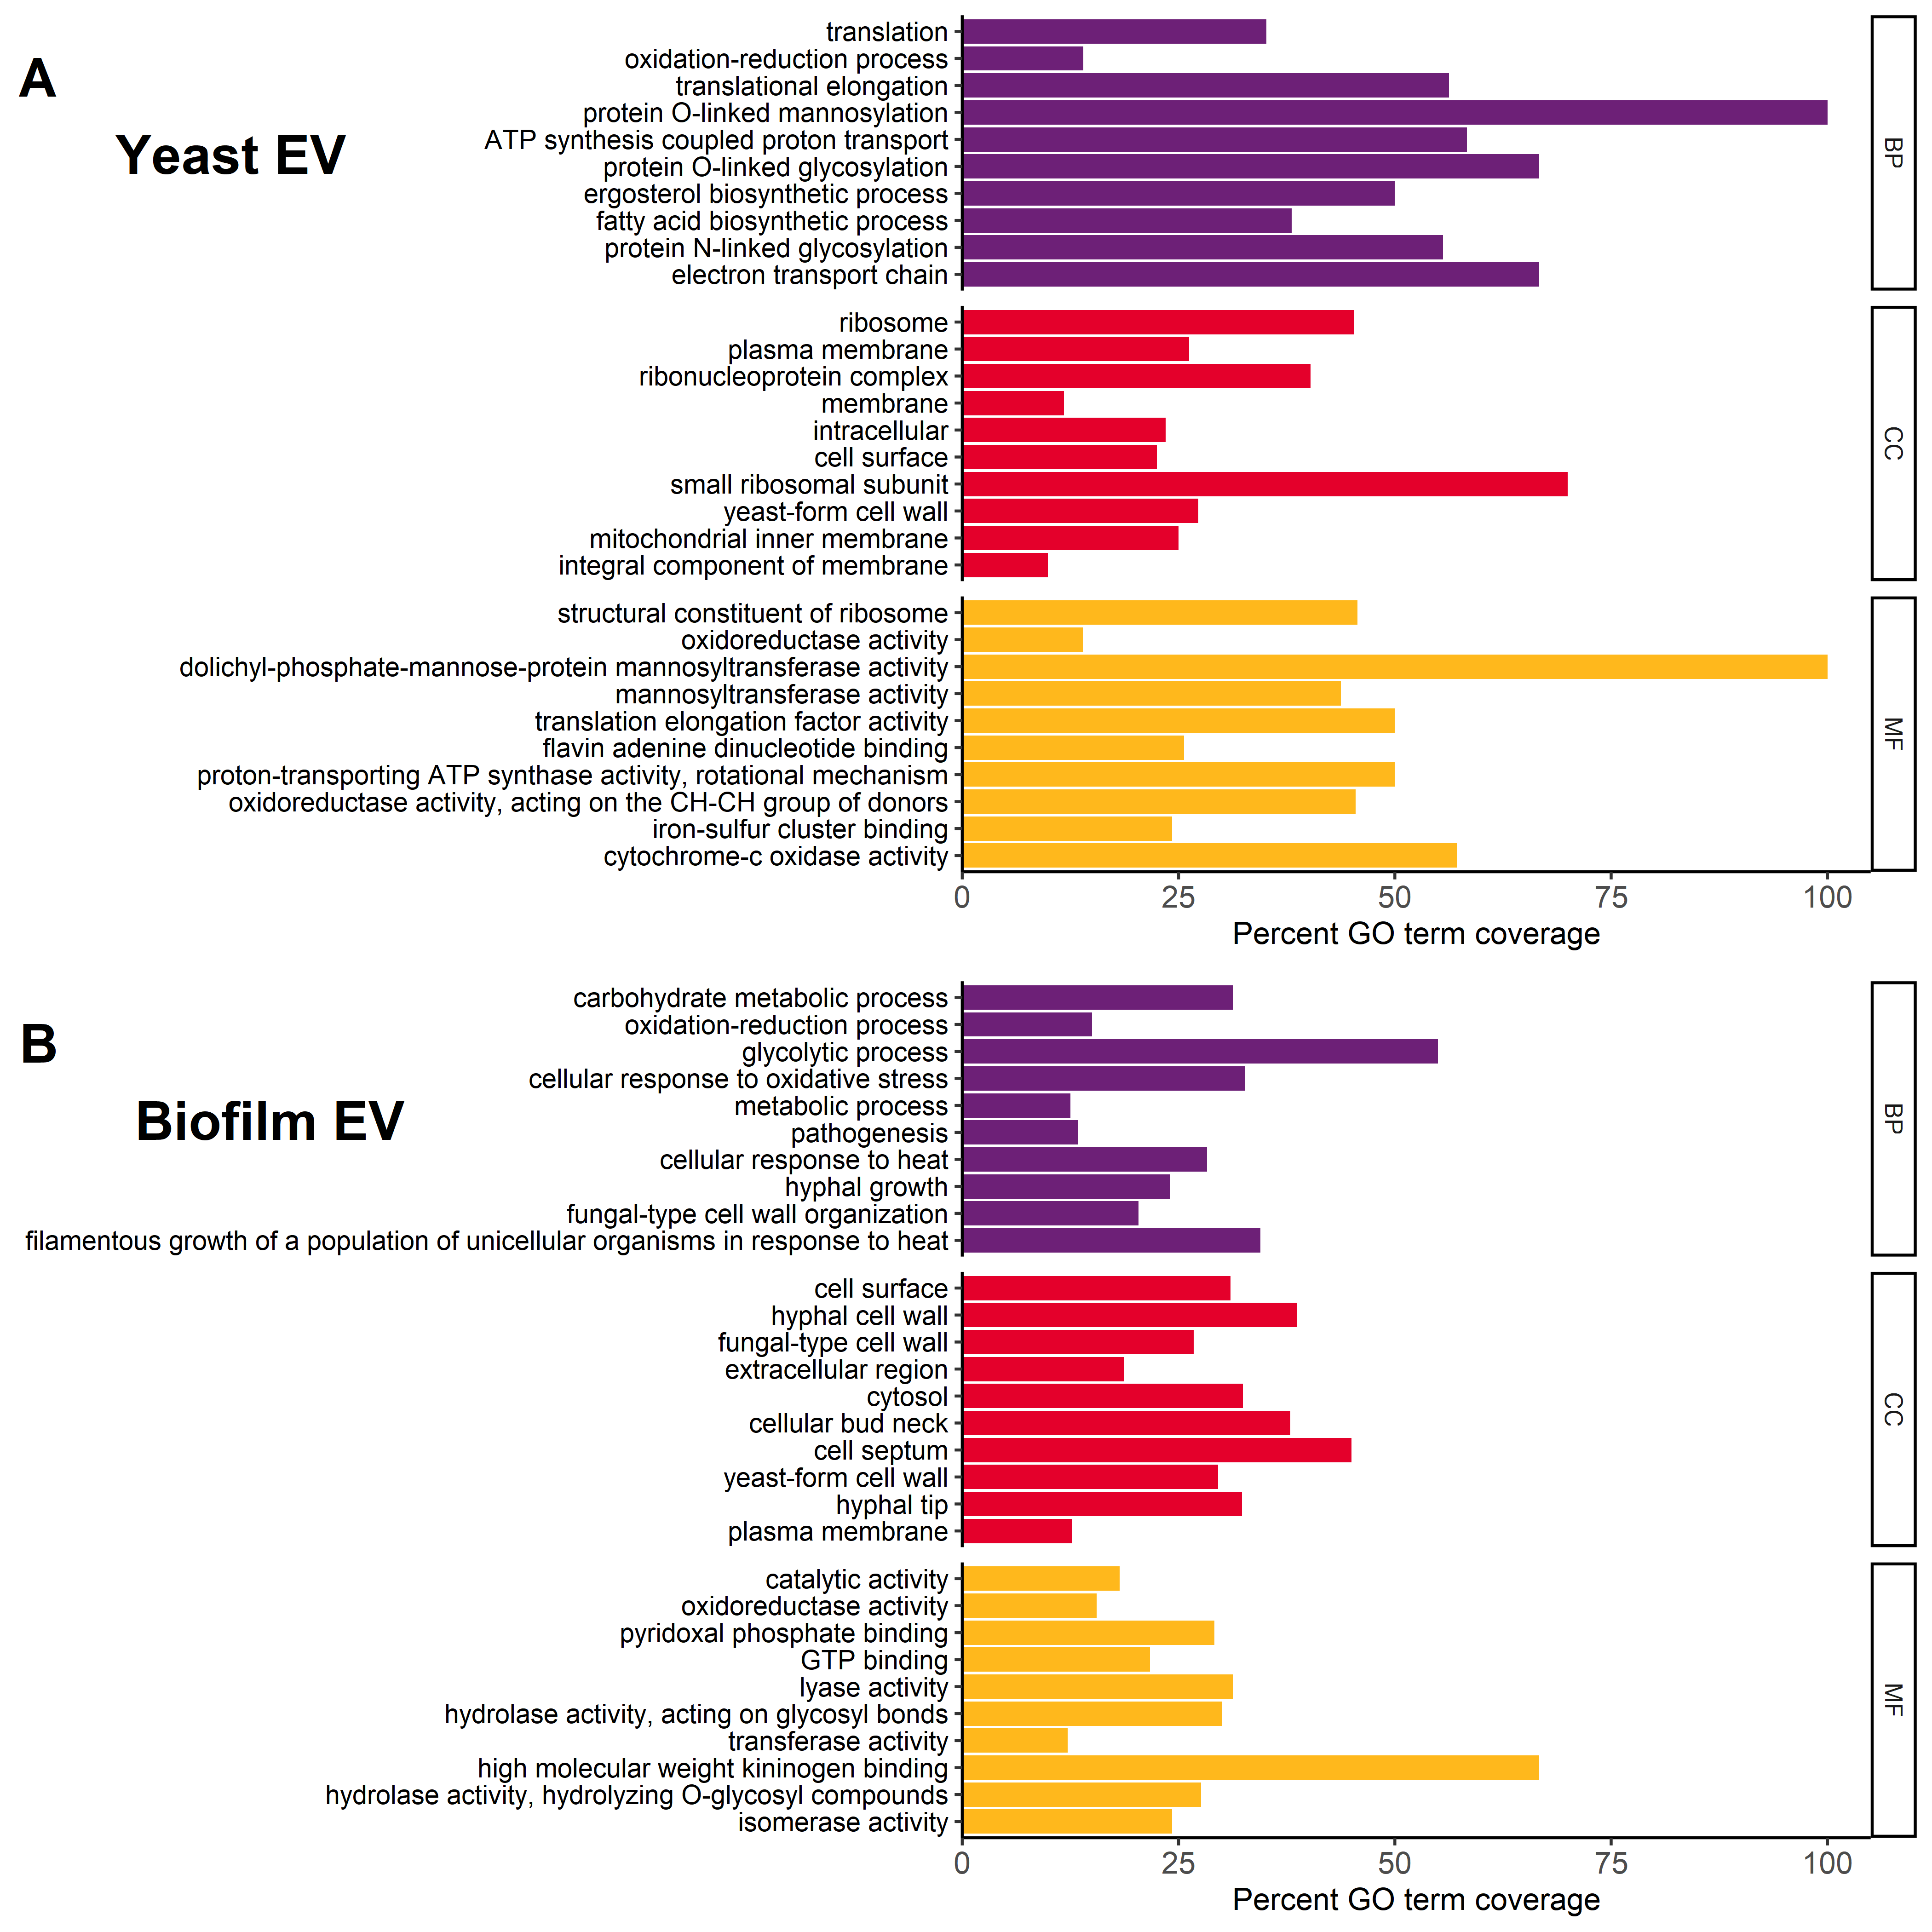 A
Yeast EV
translation
oxidation-reduction process
translational elongation
protein O-linked mannosylation
ATP synthesis coupled proton transport
protein O-linked glycosylation
ergosterol biosynthetic process
fatty acid biosynthetic process
protein N-linked glycosylation
electron transport chain
BP
ribosome
plasma membrane
ribonucleoprotein complex
membrane
intracellular
cell surface
small ribosomal subunit
yeast-form cell wall
mitochondrial inner membrane
integral component of membrane
CC
structural constituent of ribosome
oxidoreductase activity
dolichyl-phosphate-mannose-protein mannosyltransferase activity
mannosyltransferase activity
translation elongation factor activity
flavin adenine dinucleotide binding
proton-transporting ATP synthase activity, rotational mechanism
oxidoreductase activity, acting on the CH-CH group of donors
iron-sulfur cluster binding
cytochrome-c oxidase activity
MF
0 25 50 75 100
Percent GO term coverage
B
Biofilm EV
carbohydrate metabolic process
oxidation-reduction process
glycolytic process
cellular response to oxidative stress
metabolic process
pathogenesis
cellular response to heat
hyphal growth
fungal-type cell wall organization
filamentous growth of a population of unicellular organisms in response to heat
BP
cell surface
hyphal cell wall
fungal-type cell wall
extracellular region
cytosol
cellular bud neck
cell septum
yeast-form cell wall
hyphal tip
plasma membrane
CC
catalytic activity
oxidoreductase activity
pyridoxal phosphate binding
GTP binding
lyase activity
hydrolase activity, acting on glycosyl bonds
transferase activity
high molecular weight kininogen binding
hydrolase activity, hydrolyzing O-glycosyl compounds
isomerase activity
MF
0 25 50 75 100
Percent GO term coverage